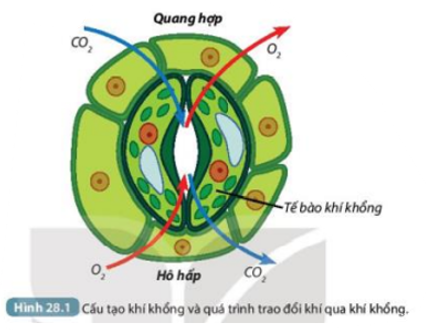 Quang hợp
CO₂
O₂
Tế bào khí khổng
O₂
Hô hấp
CO₂
Hình 28.1 Cấu tạo khí khổng và quá trình trao đổi khí qua khí khổng.